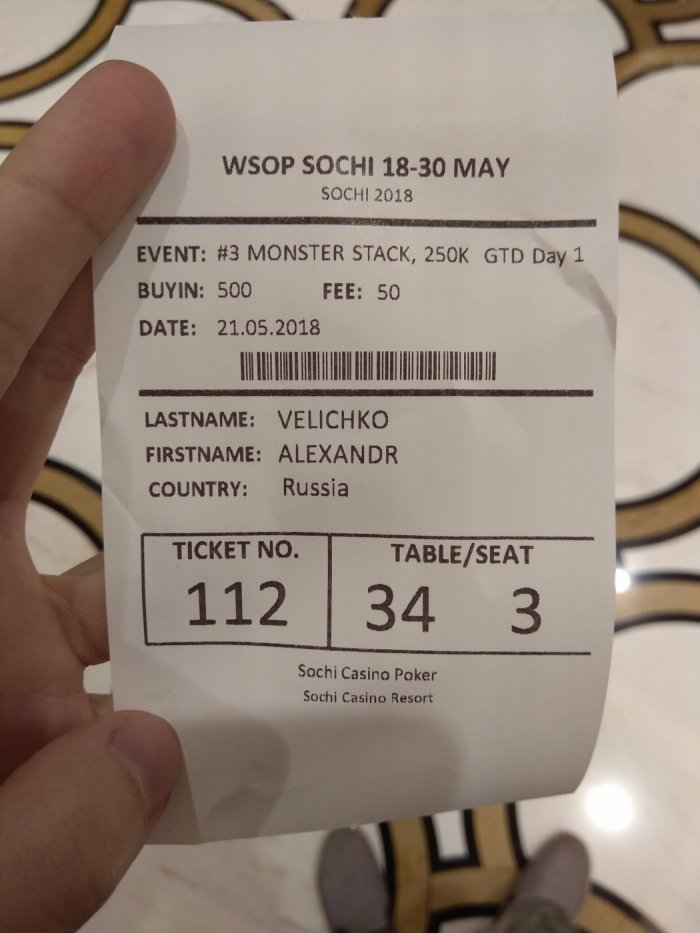 WSOP SOCHI 18-30 MAY
SOCHI 2018
EVENT: #3 MONSTER STACK, 250K GTD Day 1
BUYIN: 500 FEE: 50
DATE: 21.05.2018
LASTNAME: VELICHKO
FIRSTNAME: ALEXANDR
COUNTRY: Russia
TICKET NO. TABLE/SEAT
112 34 3
Sochi Casino Poker
Sochi Casino Resort